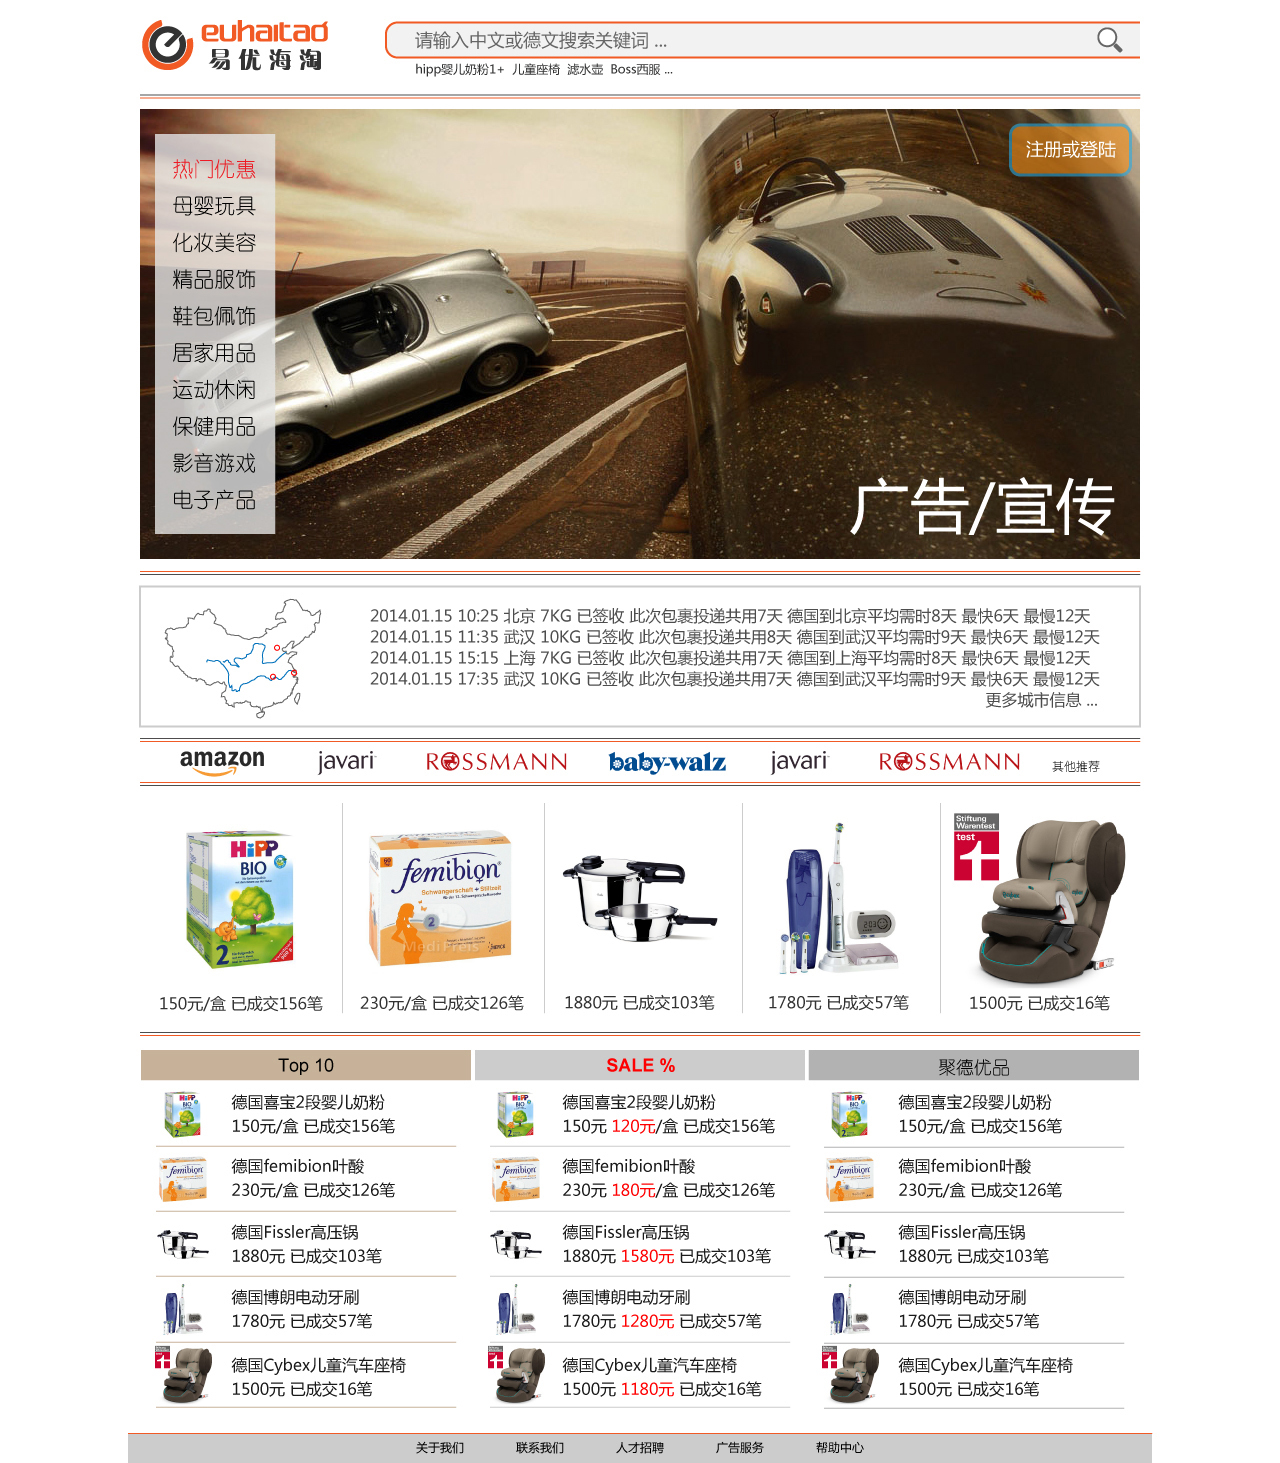 euhaitao
易优海淘
请输入中文或德文搜索关键词 ...
hipp婴儿奶粉1+ 儿童座椅 滤水壶 Boss西服 ...
注册或登陆
热门优惠
母婴玩具
化妆美容
精品服饰
鞋包佩饰
居家用品
运动休闲
保健用品
影音游戏
电子产品
广告/宣传
2014.01.15 10:25 北京 7KG 已签收 此次包裹投递共用7天 德国到北京平均需时8天 最快6天 最慢12天
2014.01.15 11:35 武汉 10KG 已签收 此次包裹投递共用8天 德国到武汉平均需时9天 最快6天 最慢12天
2014.01.15 15:15 上海 7KG 已签收 此次包裹投递共用7天 德国到上海平均需时8天 最快6天 最慢12天
2014.01.15 17:35 武汉 10KG 已签收 此次包裹投递共用7天 德国到武汉平均需时9天 最快6天 最慢12天
更多城市信息 ...
amazon javari ROSSMANN baby-walz javari ROSSMANN 其他推荐
HiPP
BIO
2
femibion
Schwangerschaft + Stillzeit
2
MediPreis
Stiftung
Warentest
test
1
150元/盒 已成交156笔 230元/盒 已成交126笔 1880元 已成交103笔 1780元 已成交57笔 1500元 已成交16笔
Top 10 SALE % 聚德优品
德国喜宝2段婴儿奶粉 德国喜宝2段婴儿奶粉 德国喜宝2段婴儿奶粉
150元/盒 已成交156笔 150元 120元/盒 已成交156笔 150元/盒 已成交156笔
德国femibion叶酸 德国femibion叶酸 德国femibion叶酸
230元/盒 已成交126笔 230元 180元/盒 已成交126笔 230元/盒 已成交126笔
德国Fissler高压锅 德国Fissler高压锅 德国Fissler高压锅
1880元 已成交103笔 1880元 1580元 已成交103笔 1880元 已成交103笔
德国博朗电动牙刷 德国博朗电动牙刷 德国博朗电动牙刷
1780元 已成交57笔 1780元 1280元 已成交57笔 1780元 已成交57笔
德国Cybex儿童汽车座椅 德国Cybex儿童汽车座椅 德国Cybex儿童汽车座椅
1500元 已成交16笔 1500元 1180元 已成交16笔 1500元 已成交16笔
关于我们 联系我们 人才招聘 广告服务 帮助中心